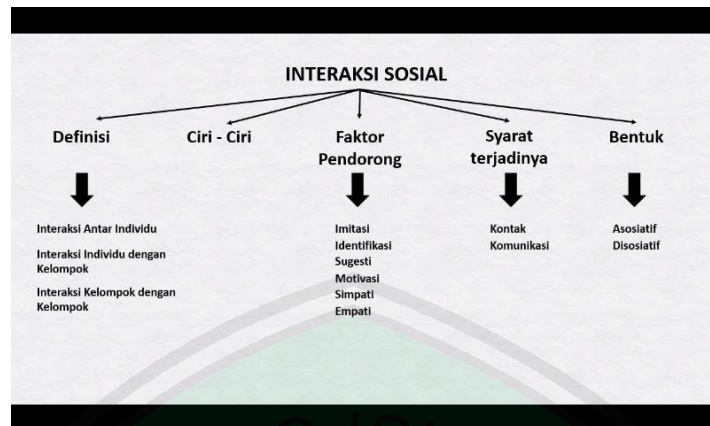 INTERAKSI SOSIAL
Definisi
Interaksi Antar Individu
Interaksi Individu dengan
Kelompok
Interaksi Kelompok dengan
Kelompok
Ciri - Ciri
Faktor
Pendorong
Imitasi
Identifikasi
Sugesti
Motivasi
Simpati
Empati
Syarat
terjadinya
Kontak
Komunikasi
Bentuk
Asosiatif
Disosiatif